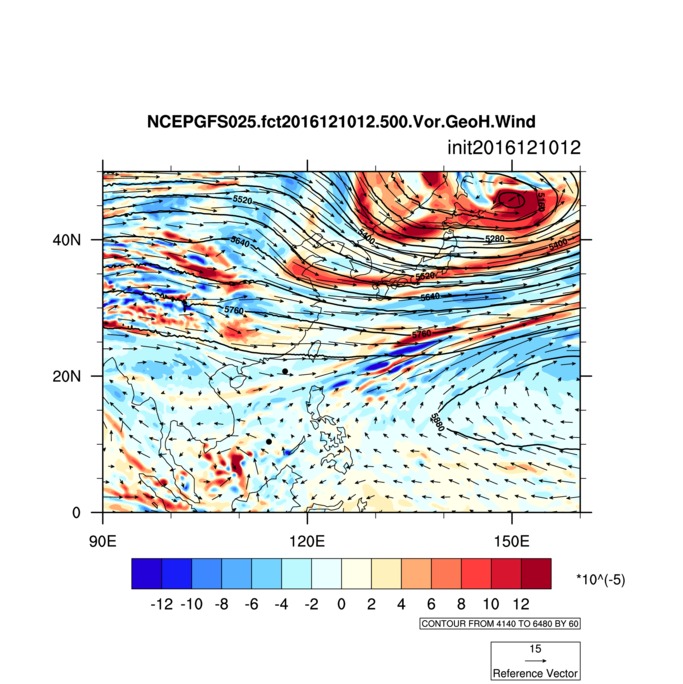 NCEPGFS025.fct2016121012.500.Vor.GeoH.Wind
init2016121012
5520
5640
5760
5400
5280
5160
5400
5520
5640
5760
5880
40N
20N
0
90E 120E 150E
-12 -10 -8 -6 -4 -2 0 2 4 6 8 10 12
*10^(-5)
CONTOUR FROM 4140 TO 6480 BY 60
15
Reference Vector